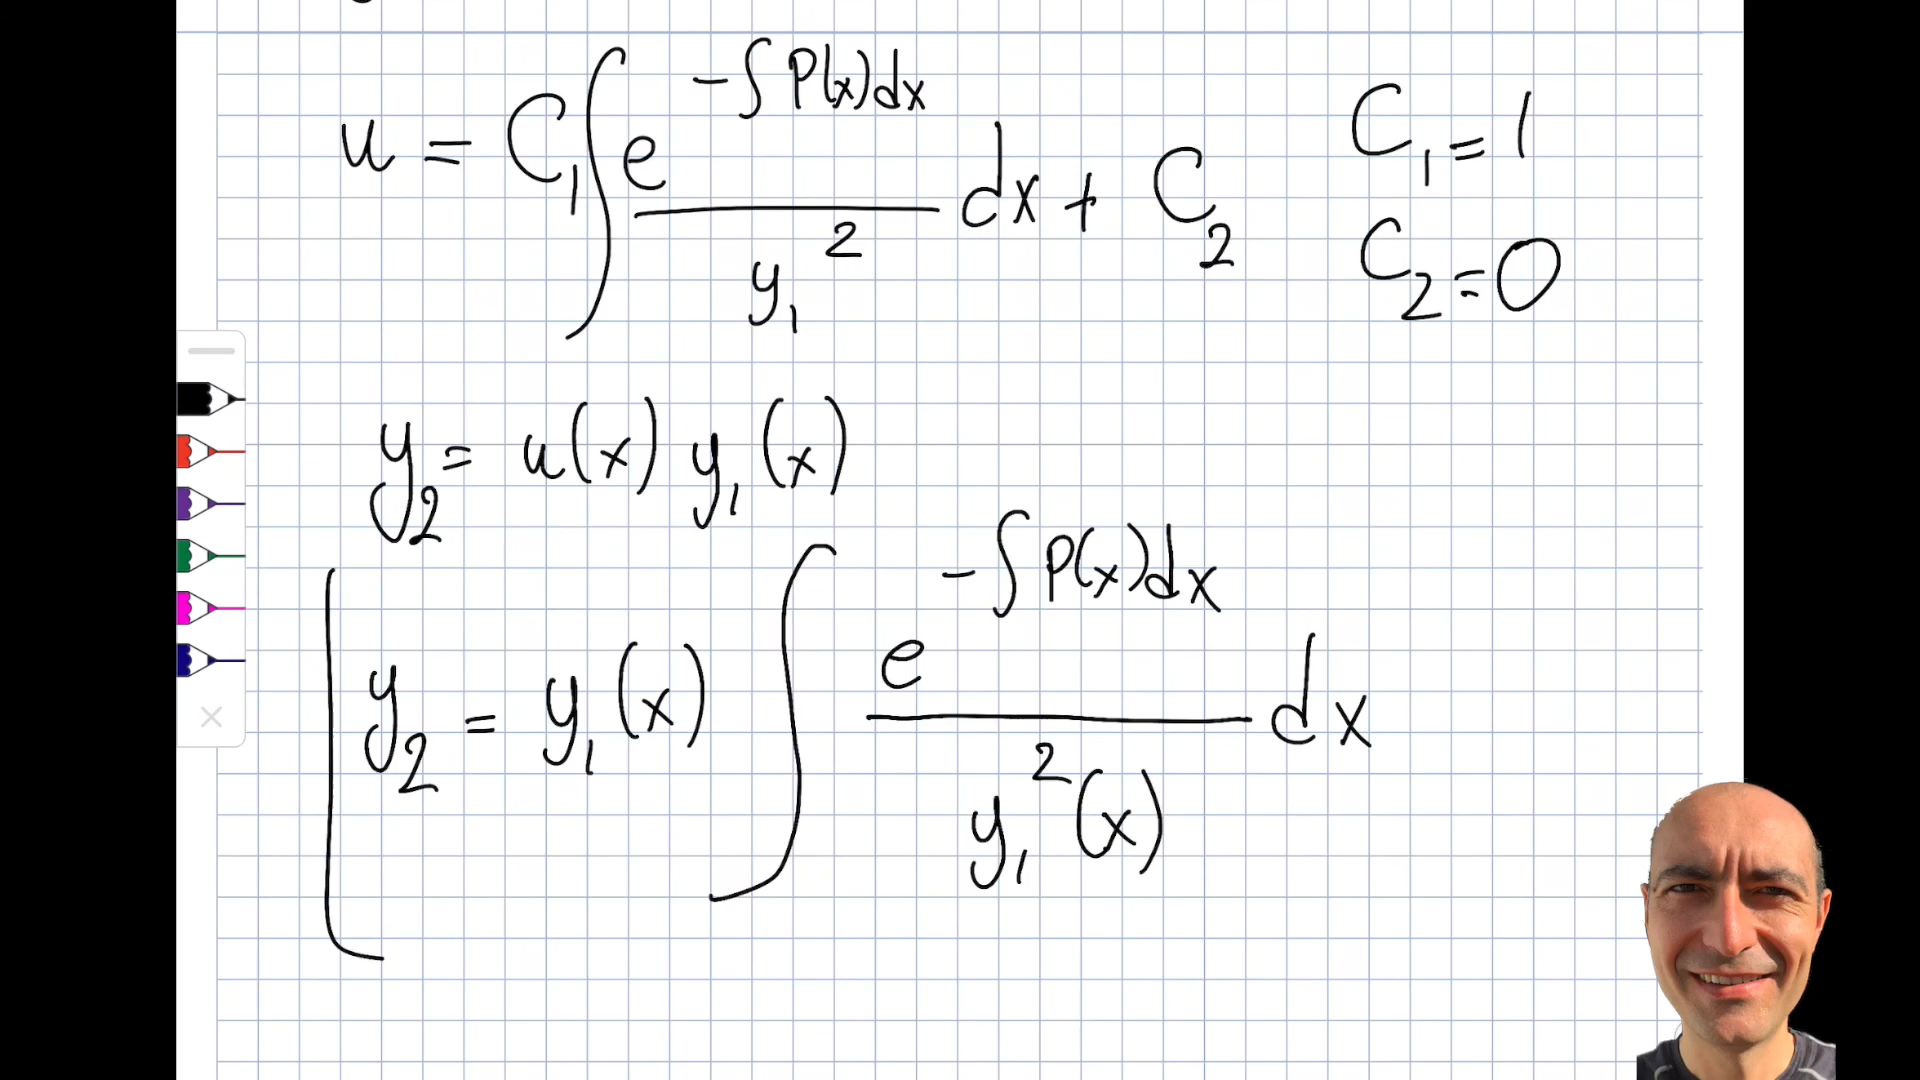 u = C₁ ∫ e^(-∫P(x)dx) / y₁² dx + C₂
C₁ = 1
C₂ = 0
y₂ = u(x) y₁(x)
y₂ = y₁(x) ∫ e^(-∫P(x)dx) / y₁²(x) dx